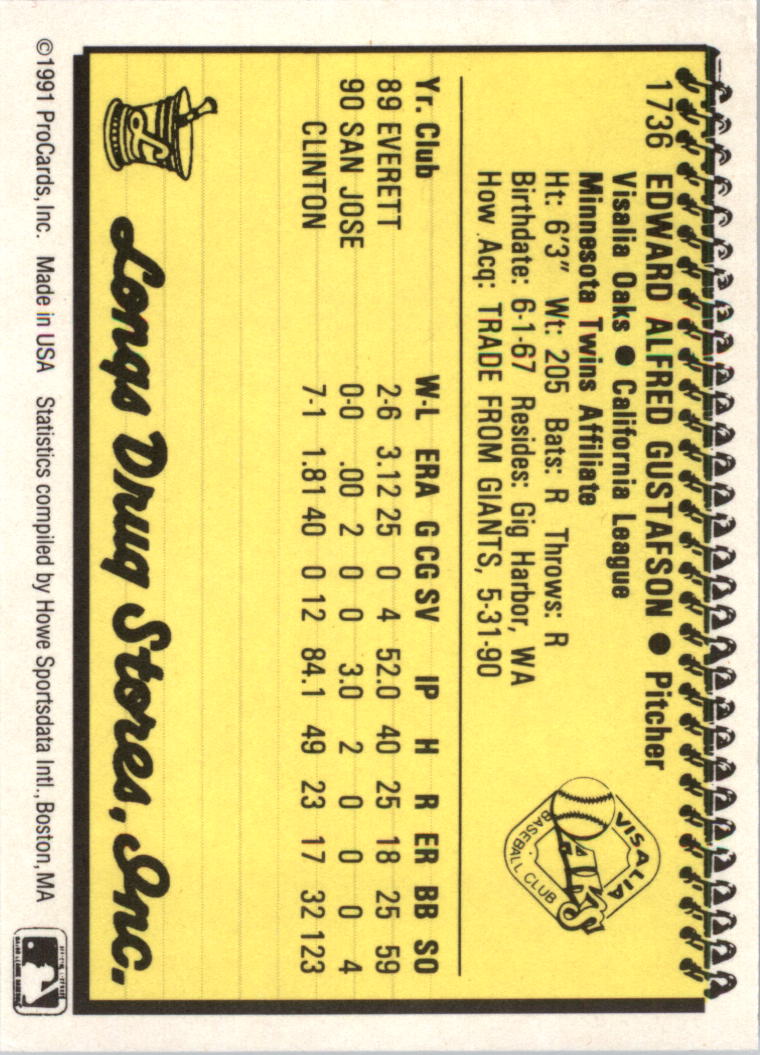 1736 EDWARD ALFRED GUSTAFSON ● Pitcher
Visalia Oaks ● California League
Minnesota Twins Affiliate
Ht: 6'3" Wt: 205 Bats: R Throws: R
Birthdate: 6-1-67 Resides: Gig Harbor, WA
How Acq: TRADE FROM GIANTS, 5-31-90
VISALIA
OAKS
BASEBALL CLUB
Yr. Club W-L ERA G CG SV IP H R ER BB SO
89 EVERETT 2-6 3.12 25 0 4 52.0 40 25 18 25 59
90 SAN JOSE 0-0 .00 2 0 0 3.0 2 0 0 0 4
CLINTON 7-1 1.81 40 0 12 84.1 49 23 17 32 123
L
Longs Drug Stores, Inc.
©1991 ProCards, Inc. Made in USA Statistics compiled by Howe Sportsdata Intl., Boston, MA